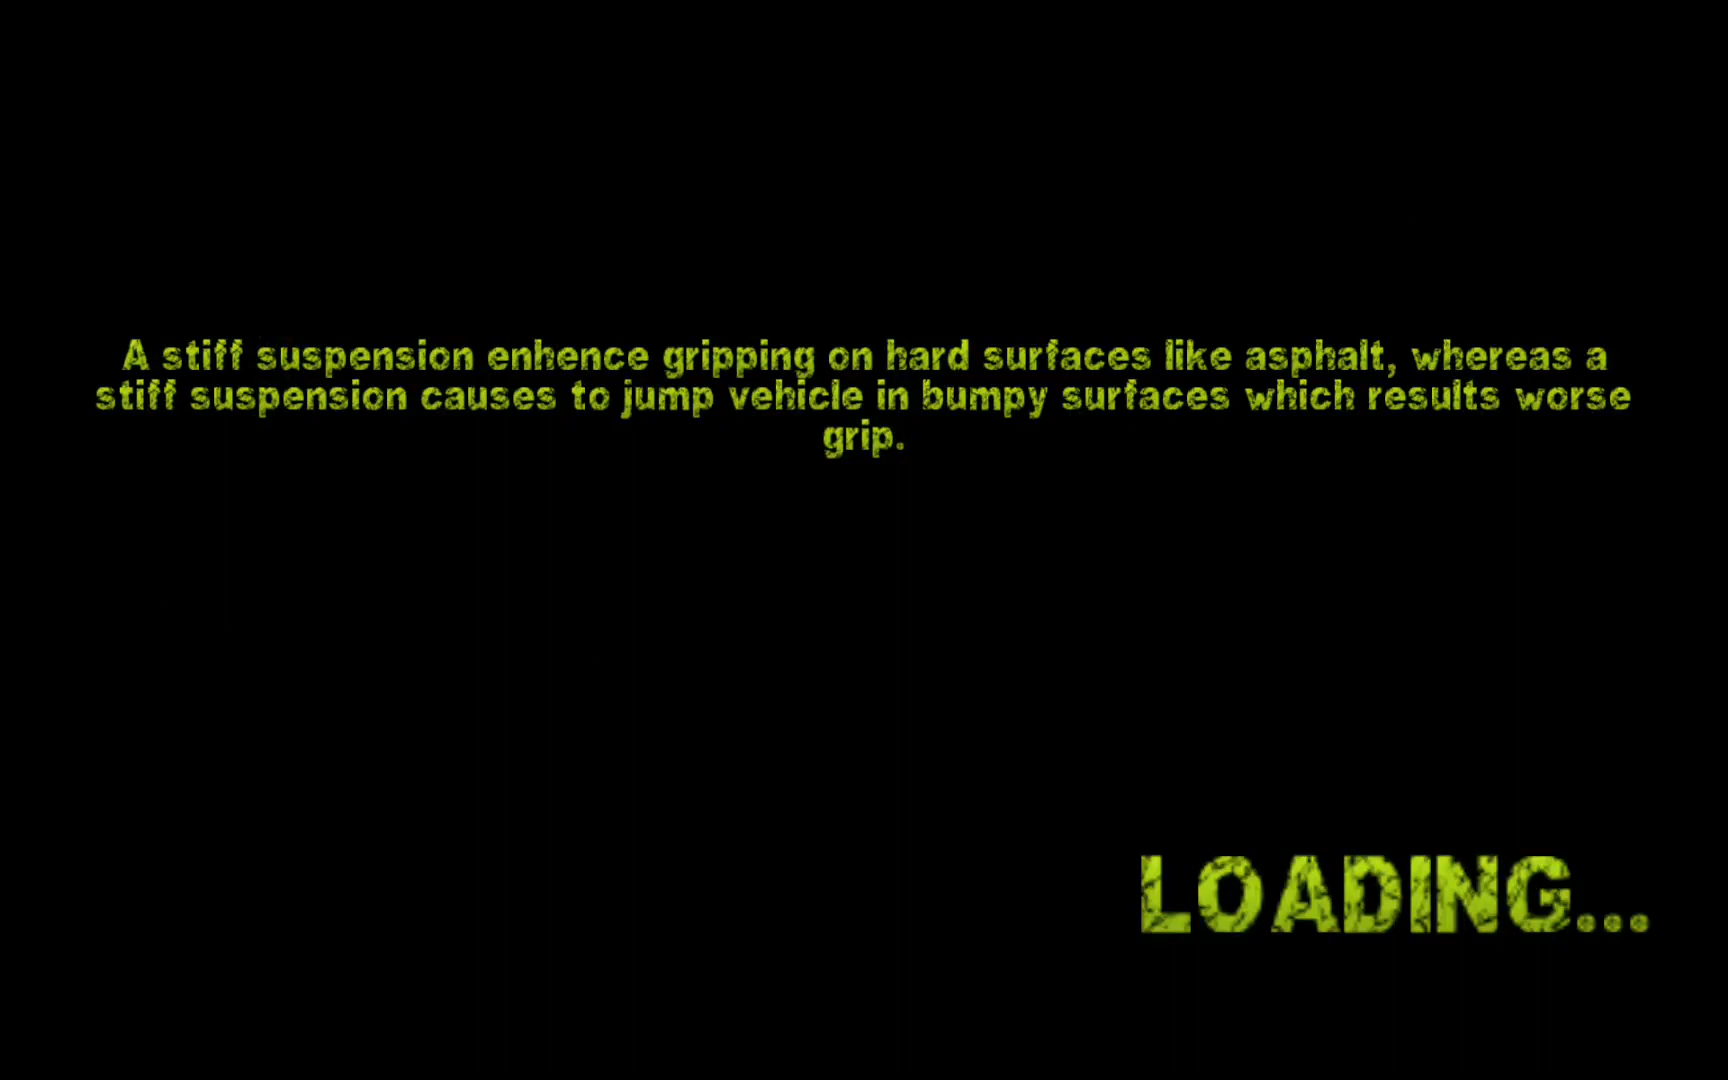 A stiff suspension enhence gripping on hard surfaces like asphalt, whereas a
stiff suspension causes to jump vehicle in bumpy surfaces which results worse
grip.
LOADING...